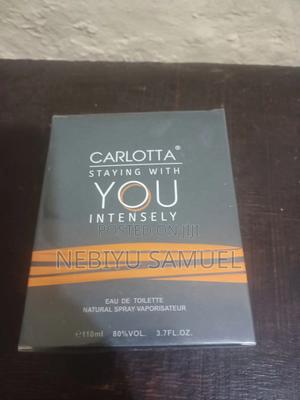 CARLOTTA®
STAYING WITH
YOU
INTENSELY
POSTED ON JIJI
NEBIYU SAMUEL
EAU DE TOILETTE
NATURAL SPRAY-VAPORISATEUR
℮110ml 80%VOL. 3.7FL.OZ.